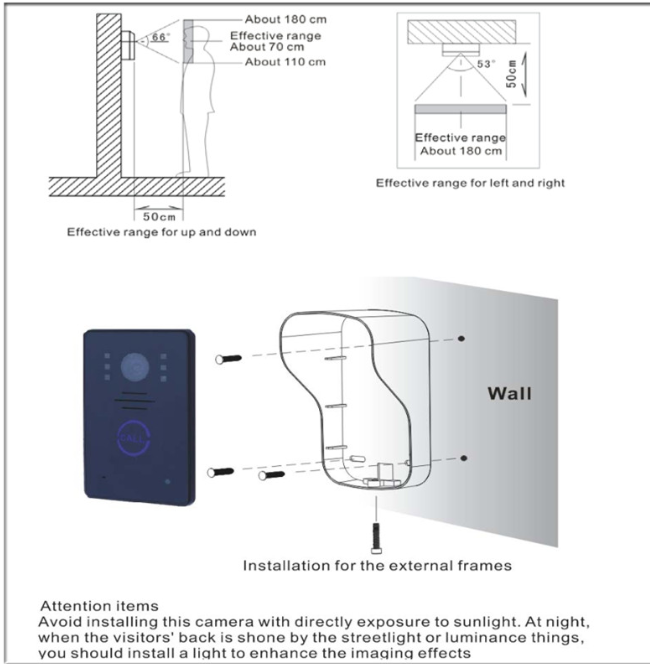 About 180 cm
66°
Effective range
About 70 cm
About 110 cm
50cm
Effective range for up and down
53°
50cm
Effective range
About 180 cm
Effective range for left and right
CALL
Wall
Installation for the external frames
Attention items
Avoid installing this camera with directly exposure to sunlight. At night,
when the visitors' back is shone by the streetlight or luminance things,
you should install a light to enhance the imaging effects